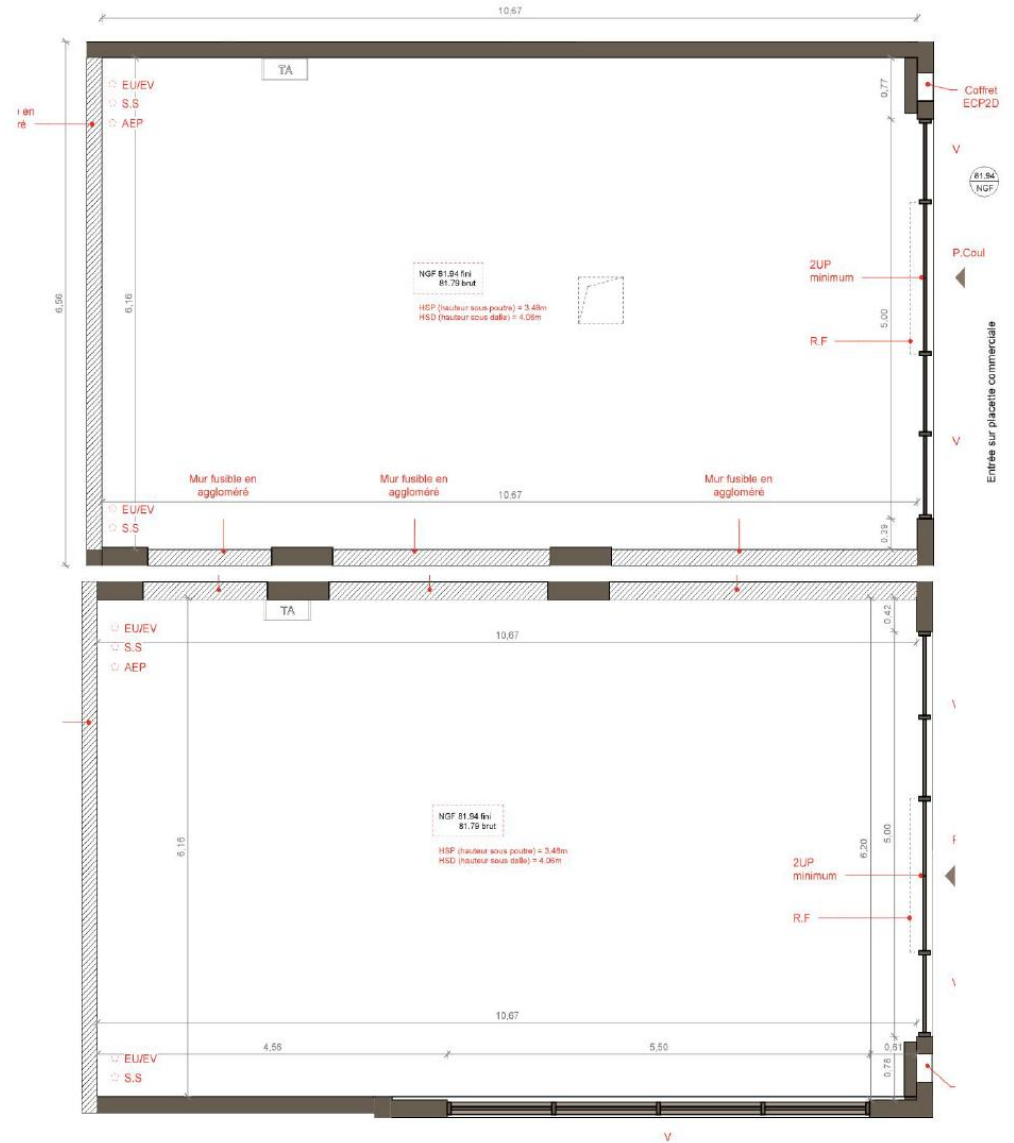 10,67
TA
EU/EV
S.S
AEP
en
ré
0,77
Coffret
ECP2D
V
81.94
NGF
P.Coul
2UP
minimum
NGF 81.94 fini
81.79 brut
HSP (hauteur sous poutre) = 3.48m
HSD (hauteur sous dalle) = 4.06m
6,56
6,16
5.00
R.F
Entrée sur placette commerciale
V
Mur fusible en
aggloméré
Mur fusible en
aggloméré
Mur fusible en
aggloméré
10,67
EU/EV
S.S
0.39
TA
0.42
EU/EV
S.S
AEP
10,67
NGF 81.94 fini
81.79 brut
HSP (hauteur sous poutre) = 3.48m
HSD (hauteur sous dalle) = 4.06m
6,16
6,20
5.00
2UP
minimum
R.F
10,67
4,56
5,50
0,61
EU/EV
S.S
0.78
V